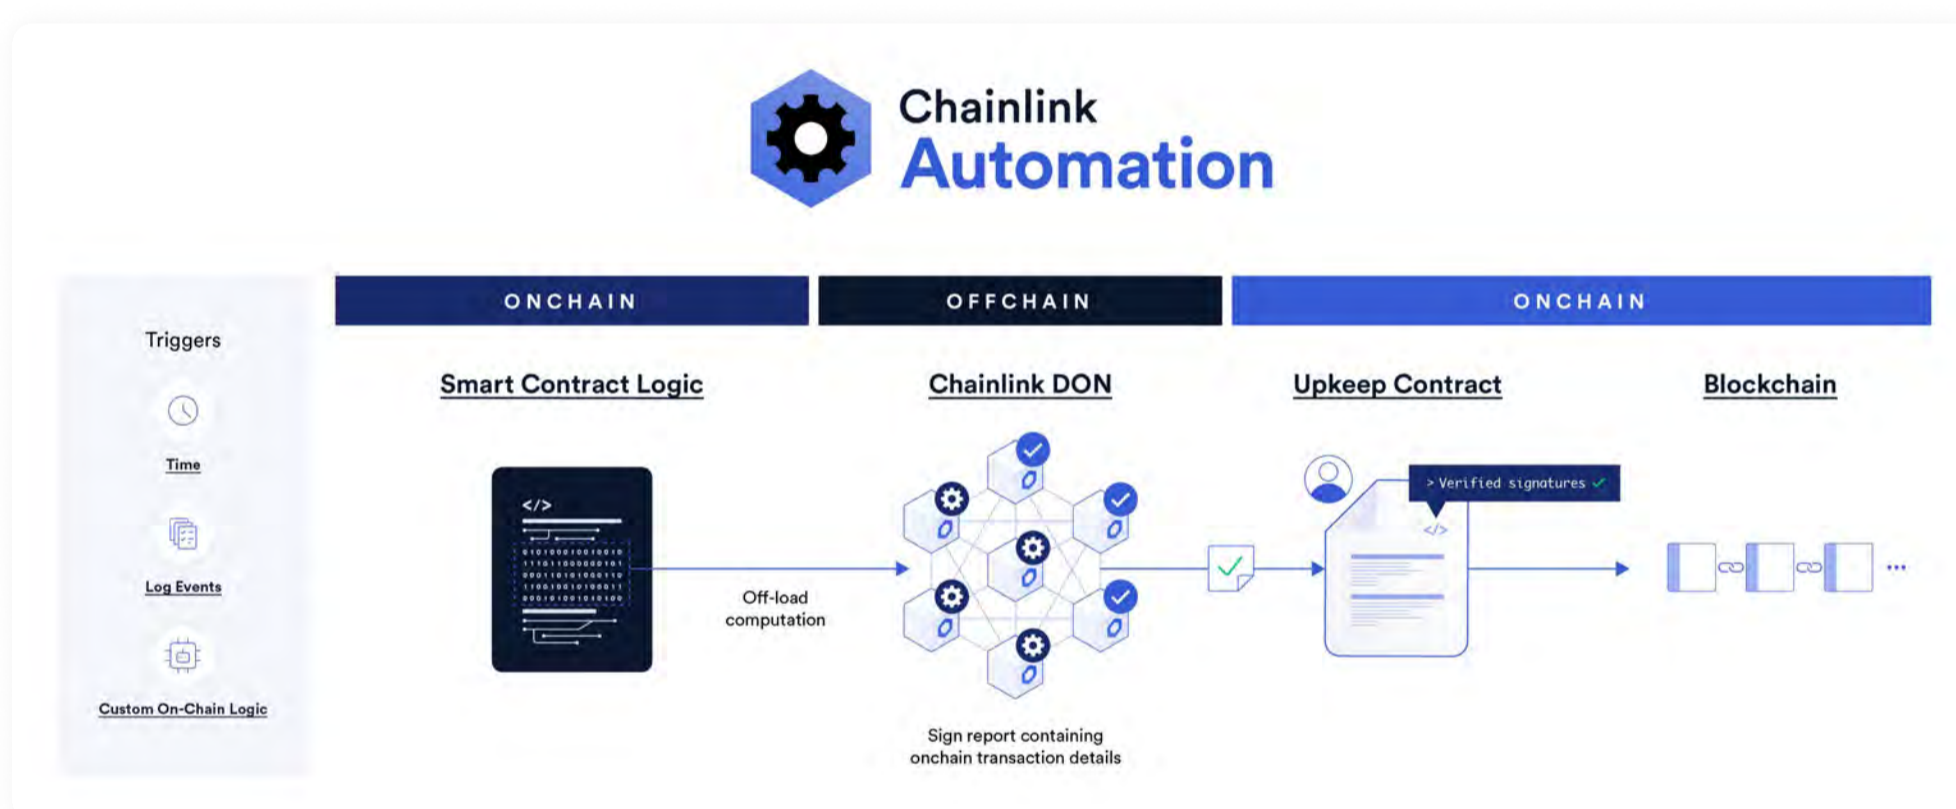 Chainlink
Automation
Triggers
Time
Log Events
Custom On-Chain Logic
ONCHAIN
OFFCHAIN
ONCHAIN
Smart Contract Logic
Chainlink DON
Upkeep Contract
Blockchain
</>
Off-load
computation
Sign report containing
onchain transaction details
> Verified signatures ✓
</>
...